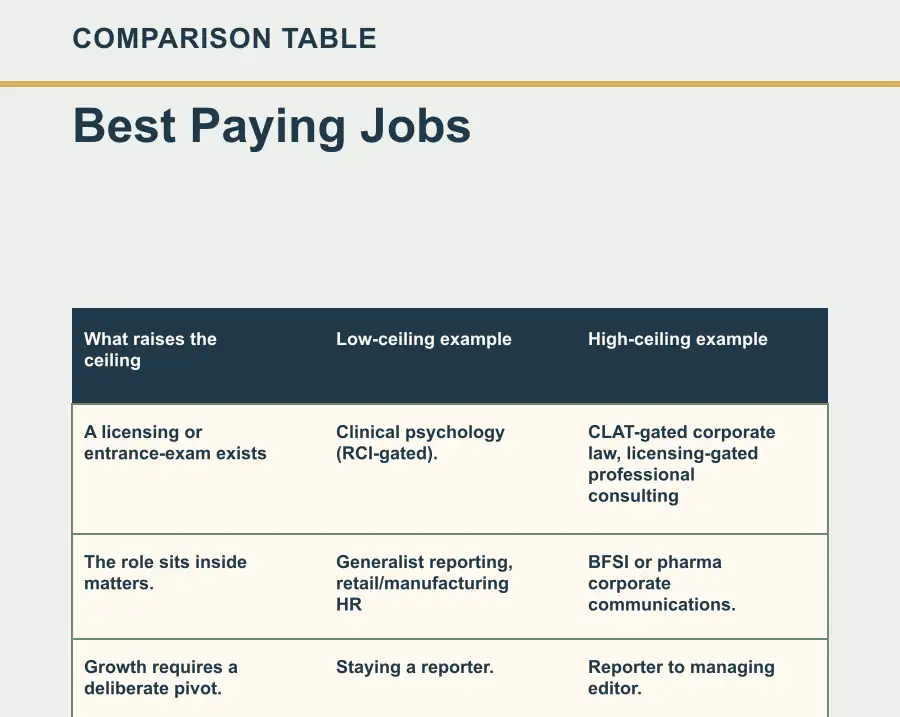 COMPARISON TABLE
Best Paying Jobs
What raises the
ceiling
Low-ceiling example
High-ceiling example
A licensing or
entrance-exam exists
Clinical psychology
(RCI-gated).
CLAT-gated corporate
law, licensing-gated
professional
consulting
The role sits inside
matters.
Generalist reporting,
retail/manufacturing
HR
BFSI or pharma
corporate
communications.
Growth requires a
deliberate pivot.
Staying a reporter.
Reporter to managing
editor.